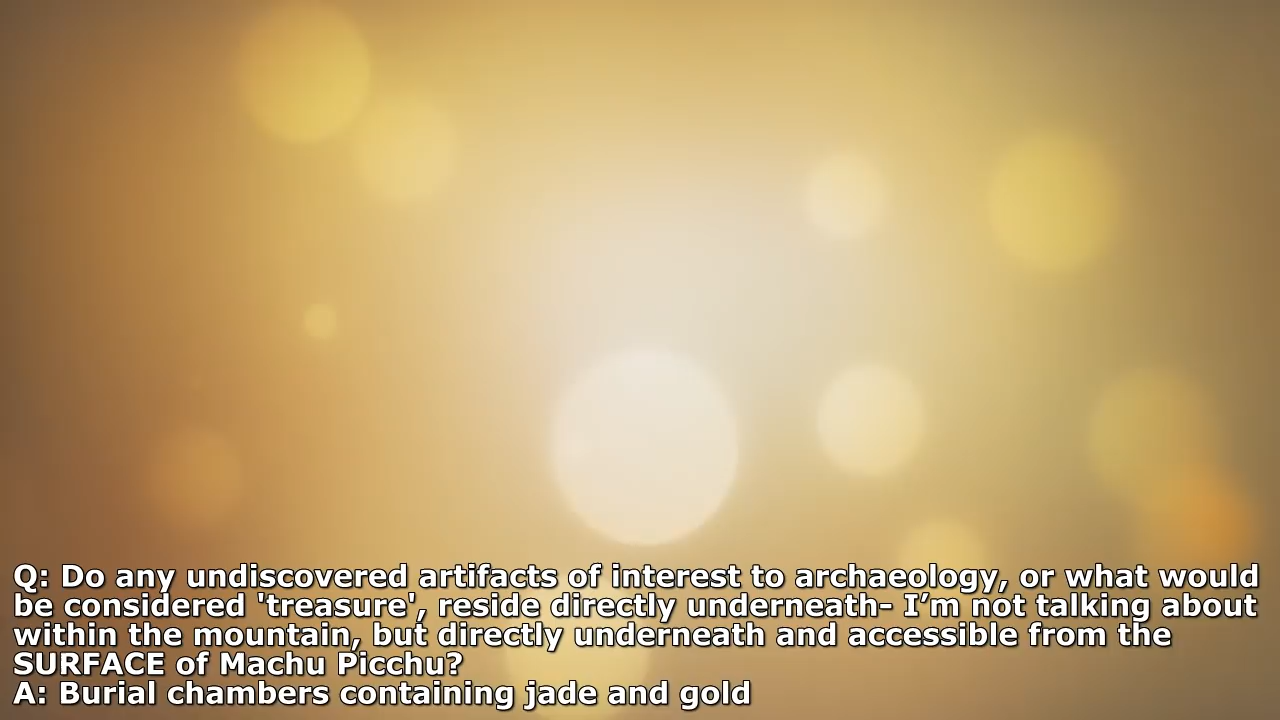 Q: Do any undiscovered artifacts of interest to archaeology, or what would
be considered 'treasure', reside directly underneath- I’m not talking about
within the mountain, but directly underneath and accessible from the
SURFACE of Machu Picchu?
A: Burial chambers containing jade and gold